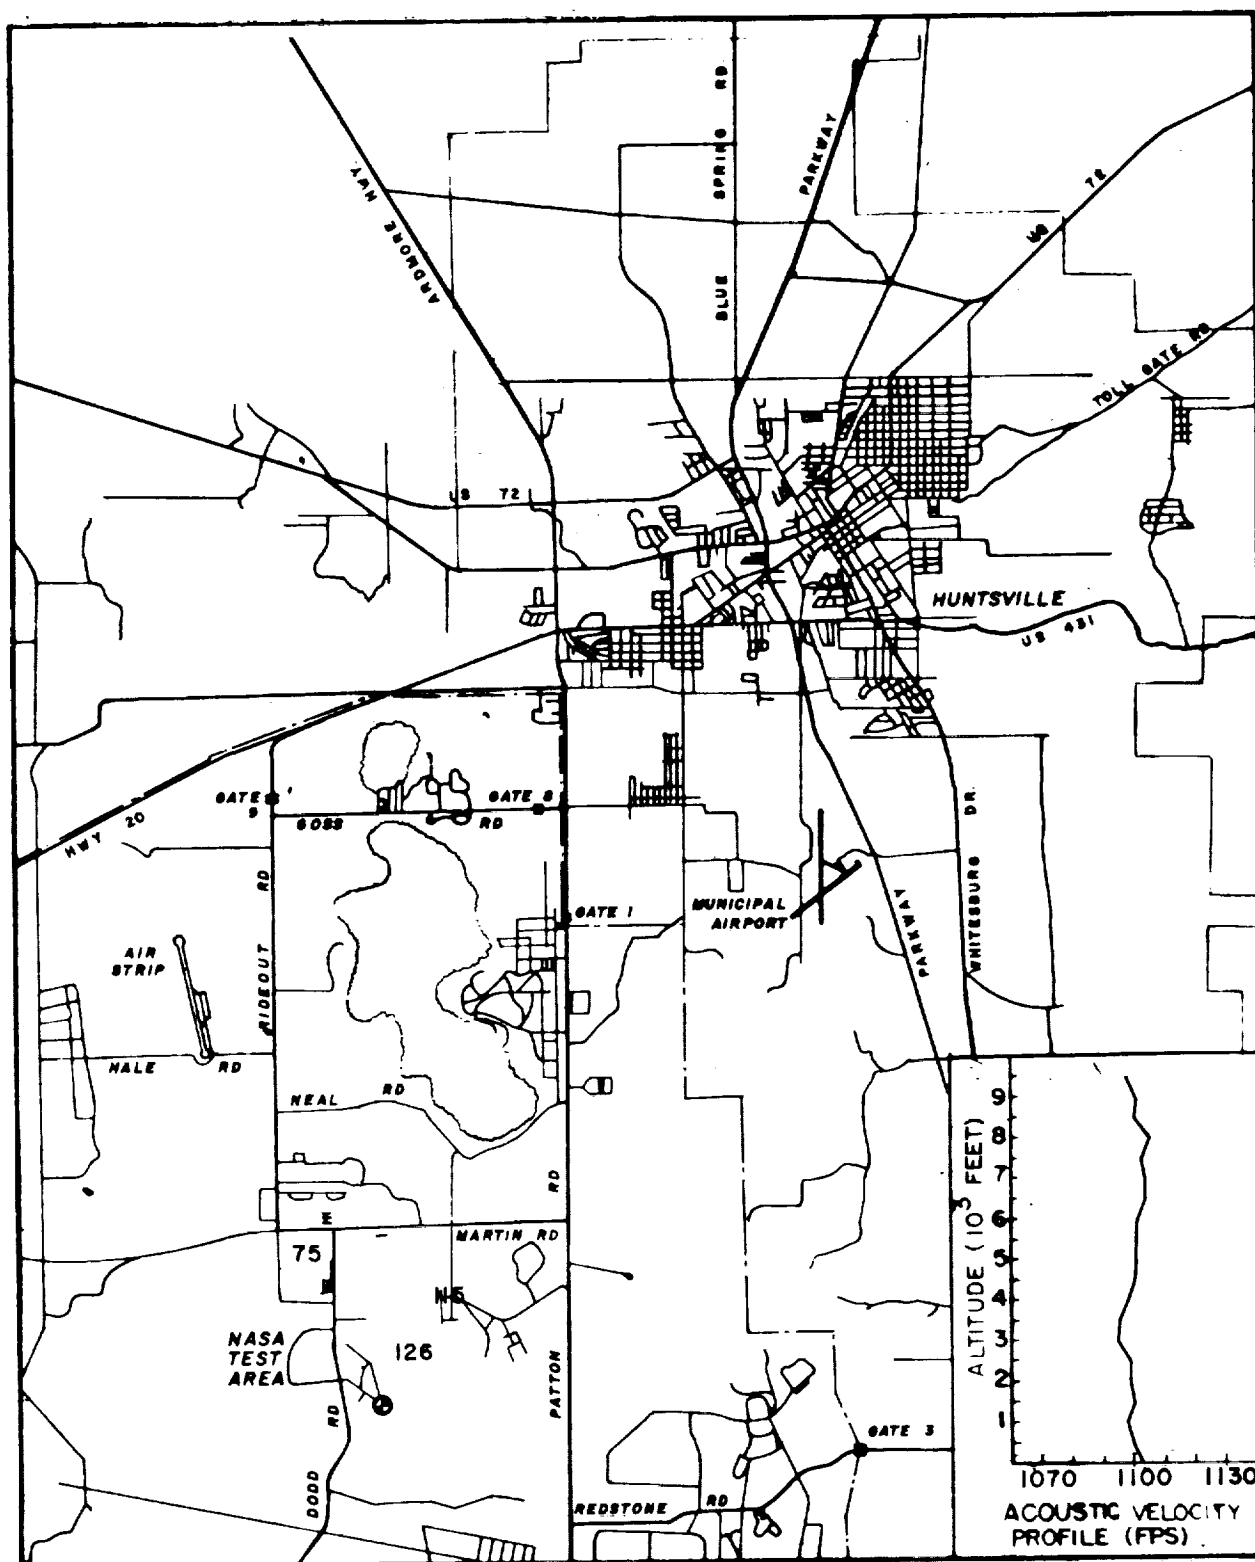 BLUE SPRING RD
PARKWAY
ARDMORE HWY.
US 72
TOLL GATE RD
US 72
HUNTSVILLE
US 431
GATE 9
GATE 8
GOSS RD
HWY 20
RIDEOUT RD
MUNICIPAL
AIRPORT
GATE 1
PARKWAY
WHITESBURG DR.
AIR
STRIP
HALE RD
NEAL RD
MARTIN RD
75
126
NASA
TEST
AREA
PATTON RD
DODD RD
GATE 3
REDSTONE RD
ALTITUDE (10³ FEET)
9
8
7
6
5
4
3
2
1
1070 1100 1130
ACOUSTIC VELOCITY
PROFILE (FPS)